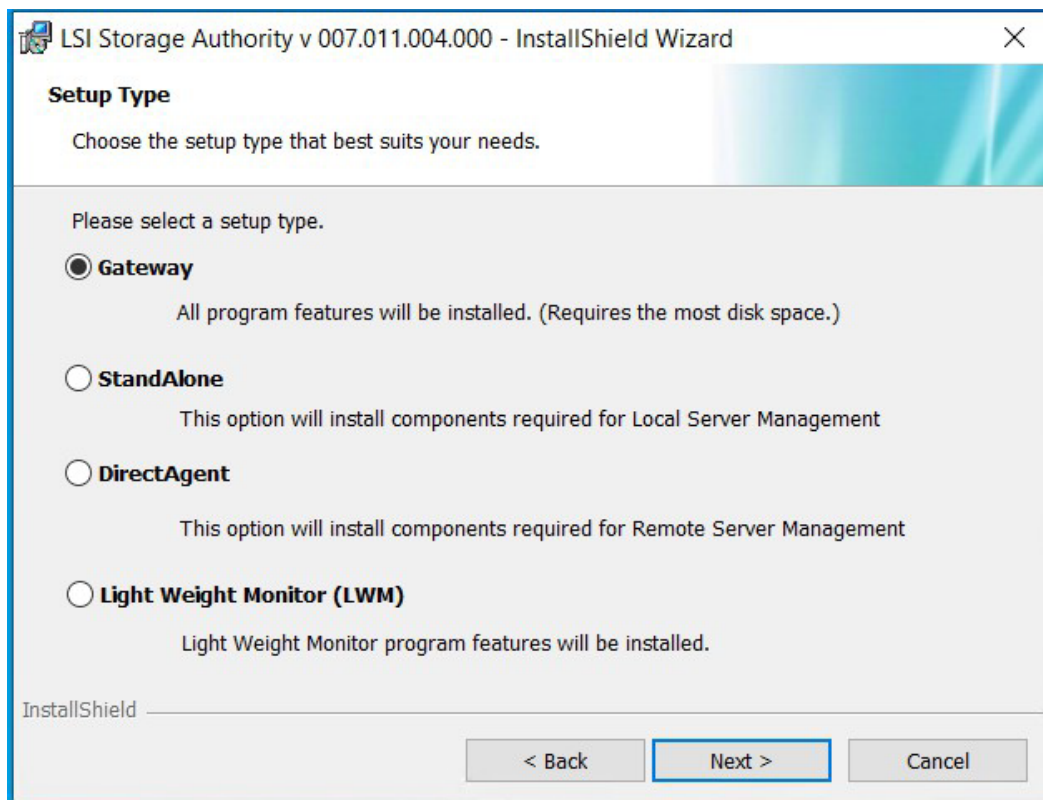 LSI Storage Authority v 007.011.004.000 - InstallShield Wizard
Setup Type
Choose the setup type that best suits your needs.
Please select a setup type.
Gateway
All program features will be installed. (Requires the most disk space.)
StandAlone
This option will install components required for Local Server Management
DirectAgent
This option will install components required for Remote Server Management
Light Weight Monitor (LWM)
Light Weight Monitor program features will be installed.
InstallShield
< Back Next > Cancel